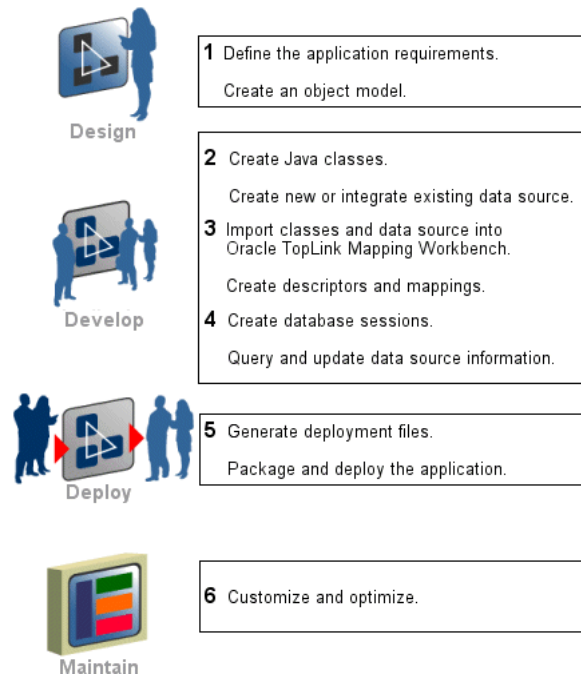 1 Define the application requirements.
Create an object model.
Design
2 Create Java classes.
Create new or integrate existing data source.
3 Import classes and data source into
Oracle TopLink Mapping Workbench.
Create descriptors and mappings.
4 Create database sessions.
Query and update data source information.
Develop
5 Generate deployment files.
Package and deploy the application.
Deploy
6 Customize and optimize.
Maintain